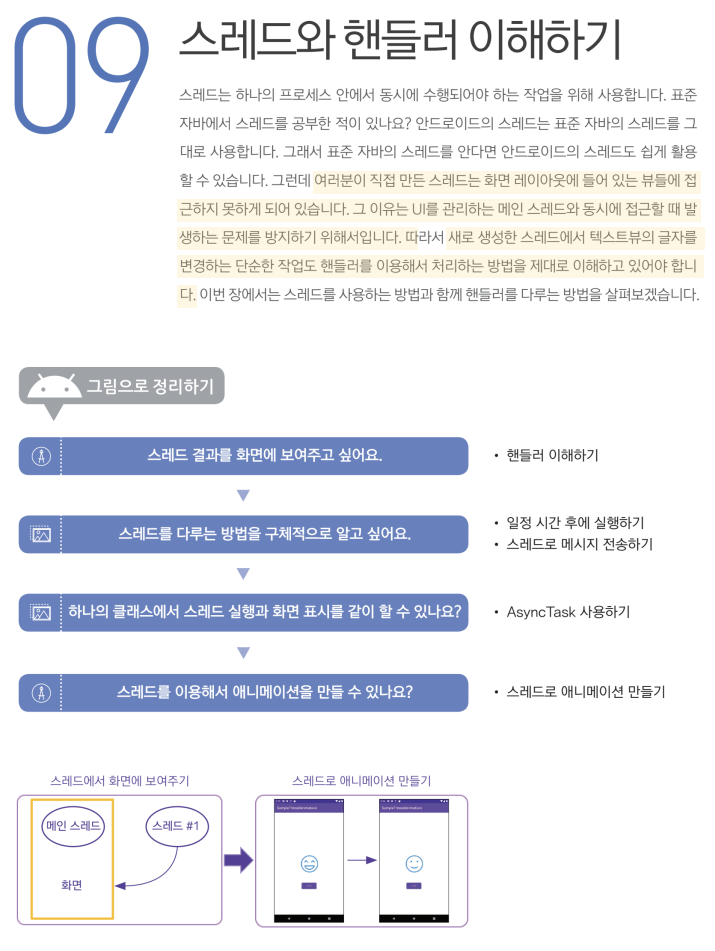 09
스레드와 핸들러 이해하기
스레드는 하나의 프로세스 안에서 동시에 수행되어야 하는 작업을 위해 사용합니다. 표준
자바에서 스레드를 공부한 적이 있나요? 안드로이드의 스레드는 표준 자바의 스레드를 그
대로 사용합니다. 그래서 표준 자바의 스레드를 안다면 안드로이드의 스레드도 쉽게 활용
할 수 있습니다. 그런데 여러분이 직접 만든 스레드는 화면 레이아웃에 들어 있는 뷰들에 접
근하지 못하게 되어 있습니다. 그 이유는 UI를 관리하는 메인 스레드와 동시에 접근할 때 발
생하는 문제를 방지하기 위해서입니다. 따라서 새로 생성한 스레드에서 텍스트뷰의 글자를
변경하는 단순한 작업도 핸들러를 이용해서 처리하는 방법을 제대로 이해하고 있어야 합니
다. 이번 장에서는 스레드를 사용하는 방법과 함께 핸들러를 다루는 방법을 살펴보겠습니다.
그림으로 정리하기
스레드 결과를 화면에 보여주고 싶어요.
• 핸들러 이해하기
스레드를 다루는 방법을 구체적으로 알고 싶어요.
• 일정 시간 후에 실행하기
• 스레드로 메시지 전송하기
하나의 클래스에서 스레드 실행과 화면 표시를 같이 할 수 있나요?
• AsyncTask 사용하기
스레드를 이용해서 애니메이션을 만들 수 있나요?
• 스레드로 애니메이션 만들기
스레드에서 화면에 보여주기
스레드로 애니메이션 만들기
메인 스레드
스레드 #1
화면
SampleThreadAnimation
SampleThreadAnimation